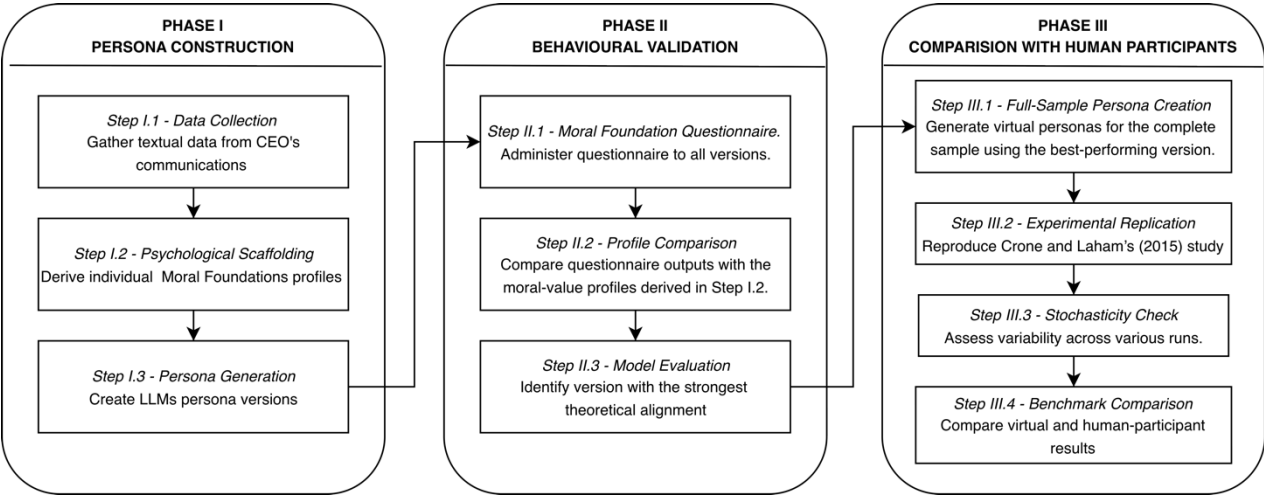 PHASE I
PERSONA CONSTRUCTION
Step I.1 - Data Collection
Gather textual data from CEO's
communications
Step I.2 - Psychological Scaffolding
Derive individual Moral Foundations profiles
Step I.3 - Persona Generation
Create LLMs persona versions
PHASE II
BEHAVIOURAL VALIDATION
Step II.1 - Moral Foundation Questionnaire.
Administer questionnaire to all versions.
Step II.2 - Profile Comparison
Compare questionnaire outputs with the
moral-value profiles derived in Step I.2.
Step II.3 - Model Evaluation
Identify version with the strongest
theoretical alignment
PHASE III
COMPARISION WITH HUMAN PARTICIPANTS
Step III.1 - Full-Sample Persona Creation
Generate virtual personas for the complete
sample using the best-performing version.
Step III.2 - Experimental Replication
Reproduce Crone and Laham's (2015) study
Step III.3 - Stochasticity Check
Assess variability across various runs.
Step III.4 - Benchmark Comparison
Compare virtual and human-participant
results